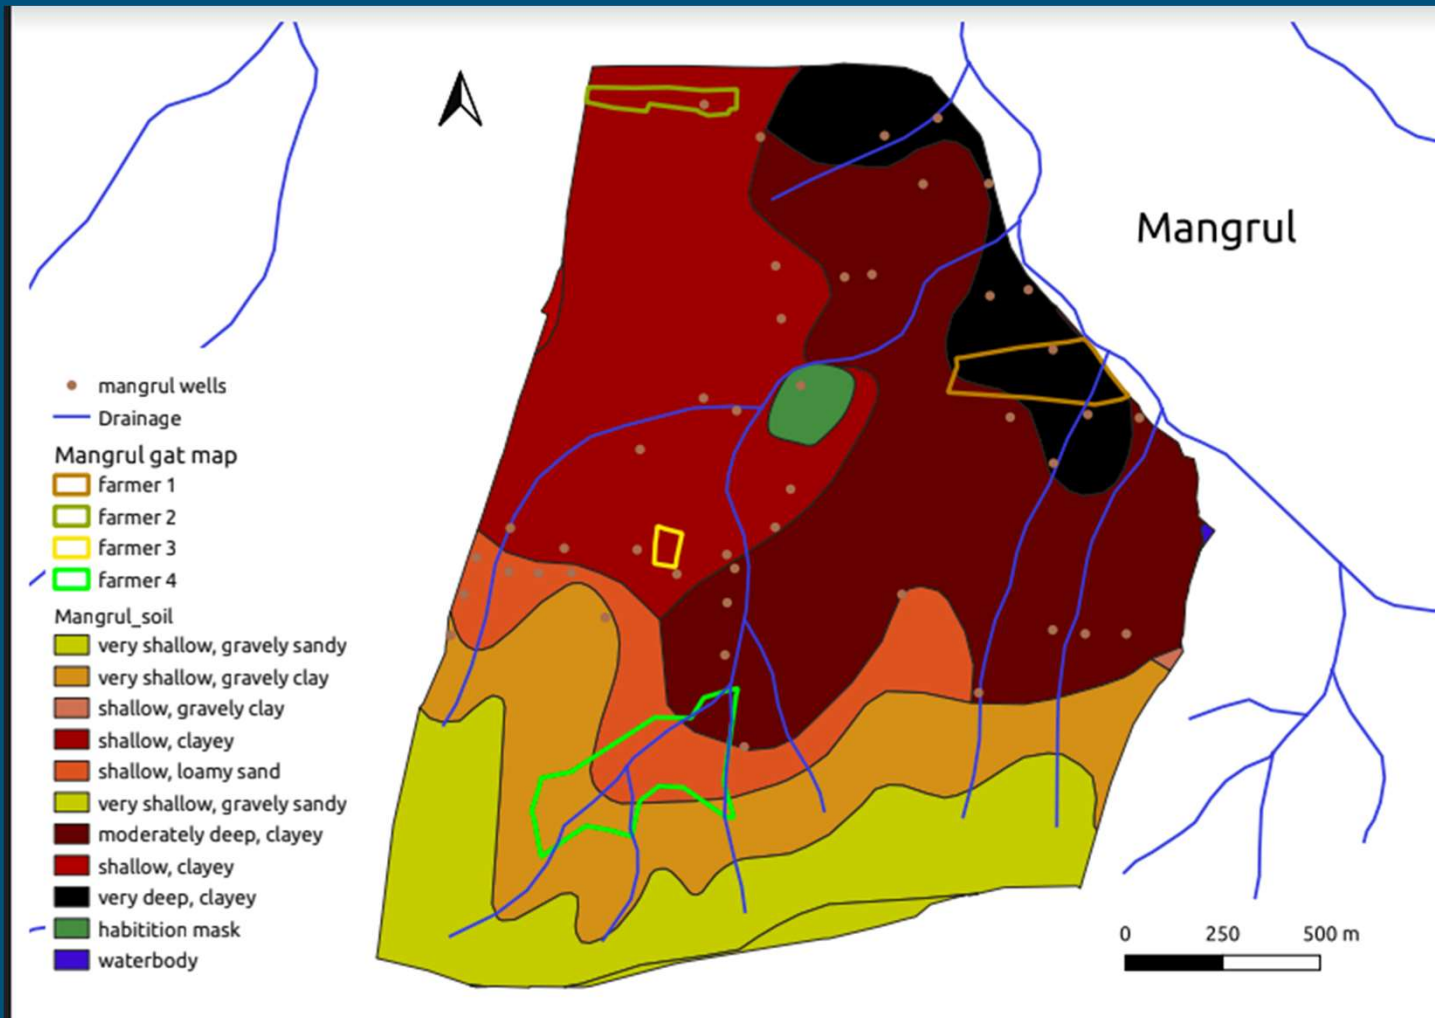 Mangrul
mangrul wells
Drainage
Mangrul gat map
farmer 1
farmer 2
farmer 3
farmer 4
Mangrul_soil
very shallow, gravely sandy
very shallow, gravely clay
shallow, gravely clay
shallow, clayey
shallow, loamy sand
very shallow, gravely sandy
moderately deep, clayey
shallow, clayey
very deep, clayey
habitition mask
waterbody
0 250 500 m